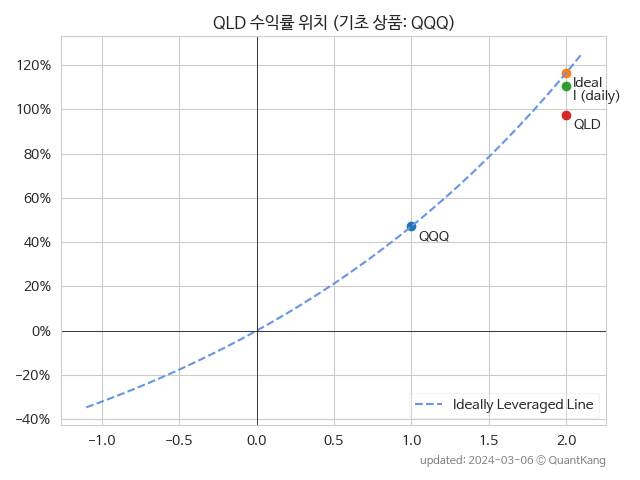 QLD 수익률 위치 (기초 상품: QQQ)
120%
100%
80%
60%
40%
20%
0%
−20%
−40%
Ideal
I (daily)
QLD
QQQ
Ideally Leveraged Line
−1.0 −0.5 0.0 0.5 1.0 1.5 2.0
updated: 2024-03-06 ⓒ QuantKang